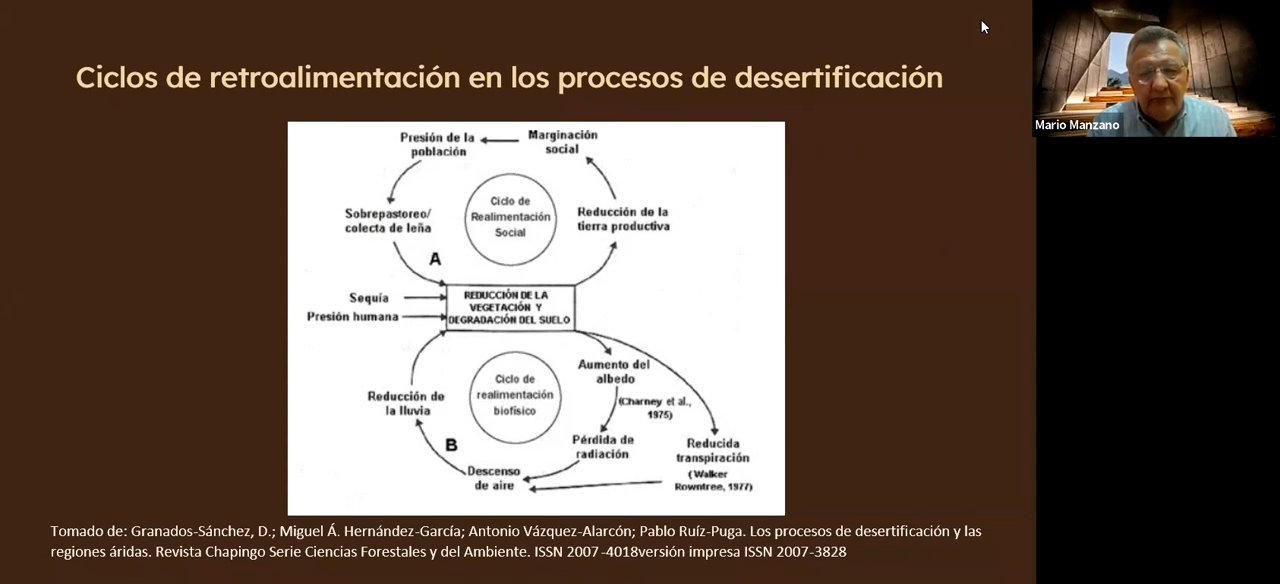 Ciclos de retroalimentación en los procesos de desertificación
Mario Manzano
Presión de la
población
Marginación
social
Sobrepastoreo/
colecta de leña
Ciclo de
Realimentación
Social
Reducción de la
tierra productiva
A
Sequía
Presión humana
REDUCCIÓN DE LA
VEGETACIÓN Y
DEGRADACIÓN DEL SUELO
Aumento del
albedo
(Charney et al.,
1975)
Reducción de
la lluvia
Ciclo de
realimentación
biofísico
B
Pérdida de
radiación
Reducida
transpiración
(Walker
Rowntree, 1977)
Descenso
de aire
Tomado de: Granados-Sánchez, D.; Miguel Á. Hernández-García; Antonio Vázquez-Alarcón; Pablo Ruíz-Puga. Los procesos de desertificación y las
regiones áridas. Revista Chapingo Serie Ciencias Forestales y del Ambiente. ISSN 2007-4018versión impresa ISSN 2007-3828